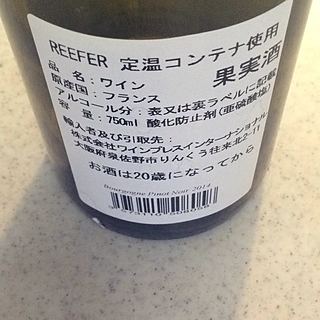 REEFER 定温コンテナ使用
果実酒
品 名：ワイン
原産国：フランス
アルコール分：表又は裏ラベルに記載
容 量：750ml 酸化防止剤(亜硫酸塩)
輸入者及び引取先：
株式会社ワインプレスインターナショナル
大阪府泉佐野市りんくう往来北2-11
お酒は20歳になってから
Bourgogne Pinot Noir 2014